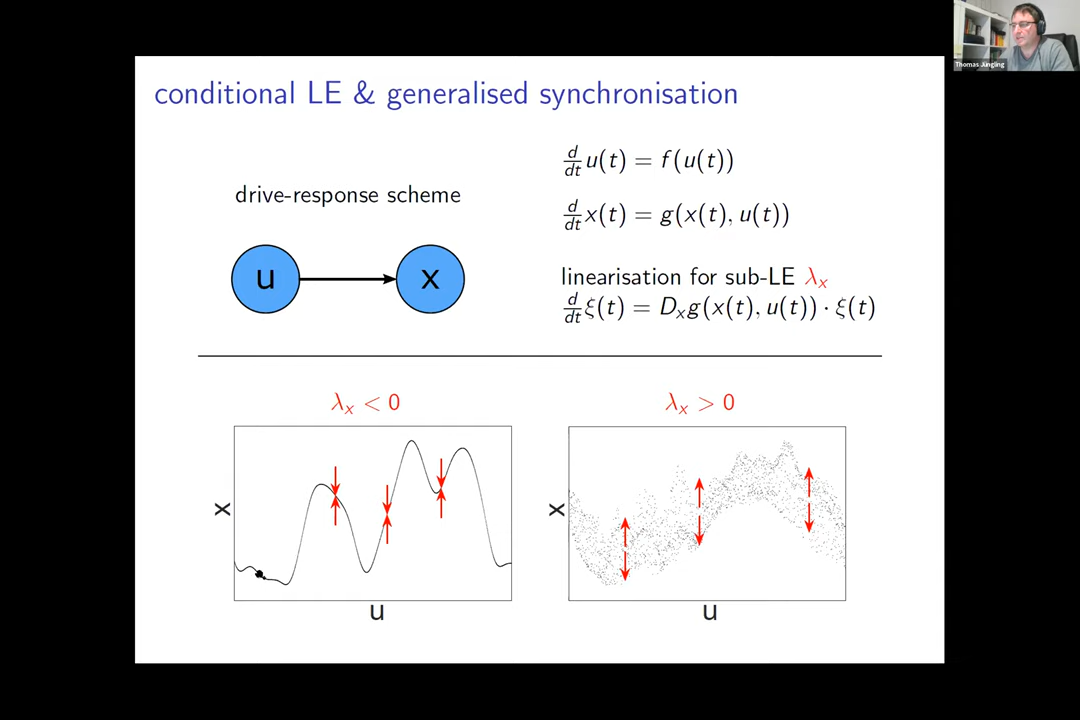 Thomas Jüngling
conditional LE & generalised synchronisation
drive-response scheme
u
x
d/dt u(t) = f(u(t))
d/dt x(t) = g(x(t), u(t))
linearisation for sub-LE λₓ
d/dt ξ(t) = Dₓg(x(t), u(t)) · ξ(t)
λₓ < 0
x
u
λₓ > 0
x
u